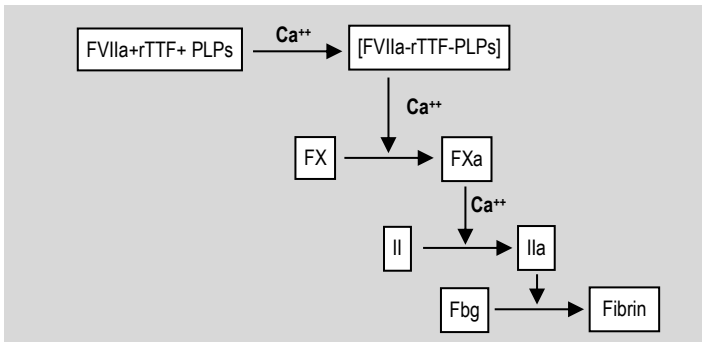 FVIIa+rTTF+ PLPs
Ca⁺⁺
[FVIIa-rTTF-PLPs]
Ca⁺⁺
FX
FXa
Ca⁺⁺
II
IIa
Fbg
Fibrin